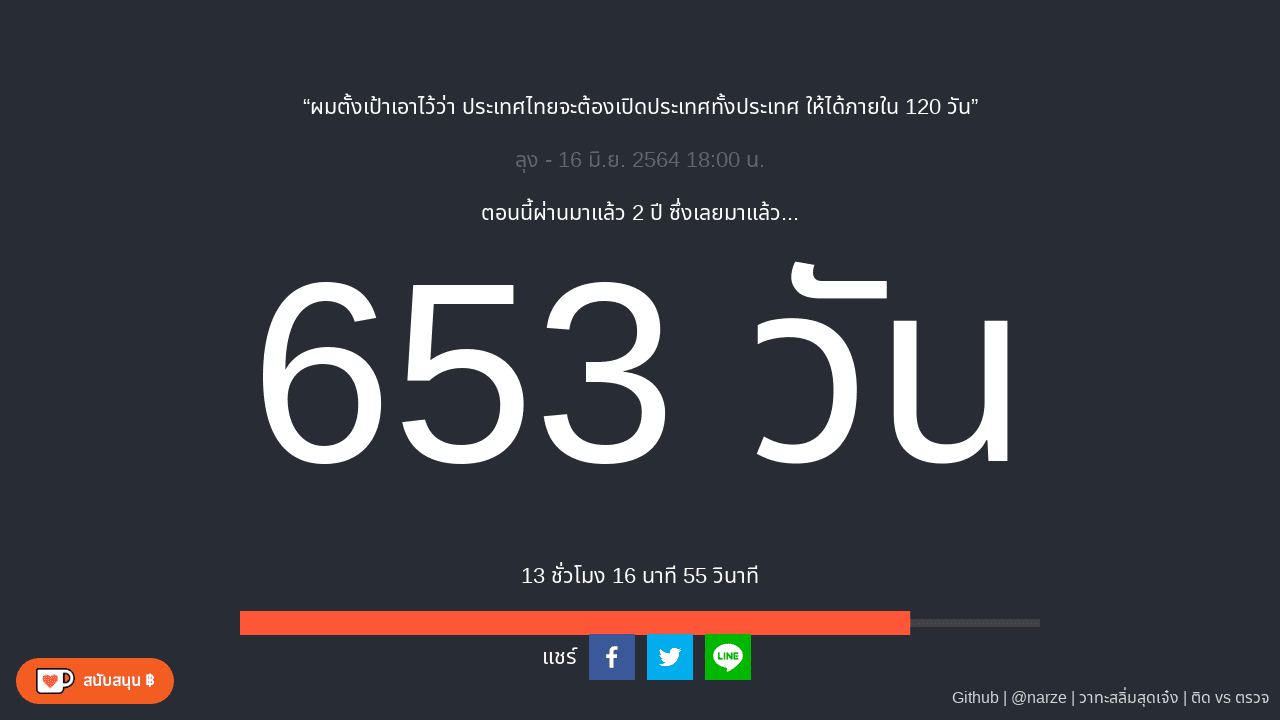 “ผมตั้งเป้าเอาไว้ว่า ประเทศไทยจะต้องเปิดประเทศทั้งประเทศ ให้ได้ภายใน 120 วัน”
ลุง - 16 มิ.ย. 2564 18:00 น.
ตอนนี้ผ่านมาแล้ว 2 ปี ซึ่งเลยมาแล้ว...
653 วัน
13 ชั่วโมง 16 นาที 55 วินาที
แชร์
LINE
สนับสนุน ฿
Github | @narze | วาทะสลิ่มสุดเจ๋ง | ติด vs ตรวจ